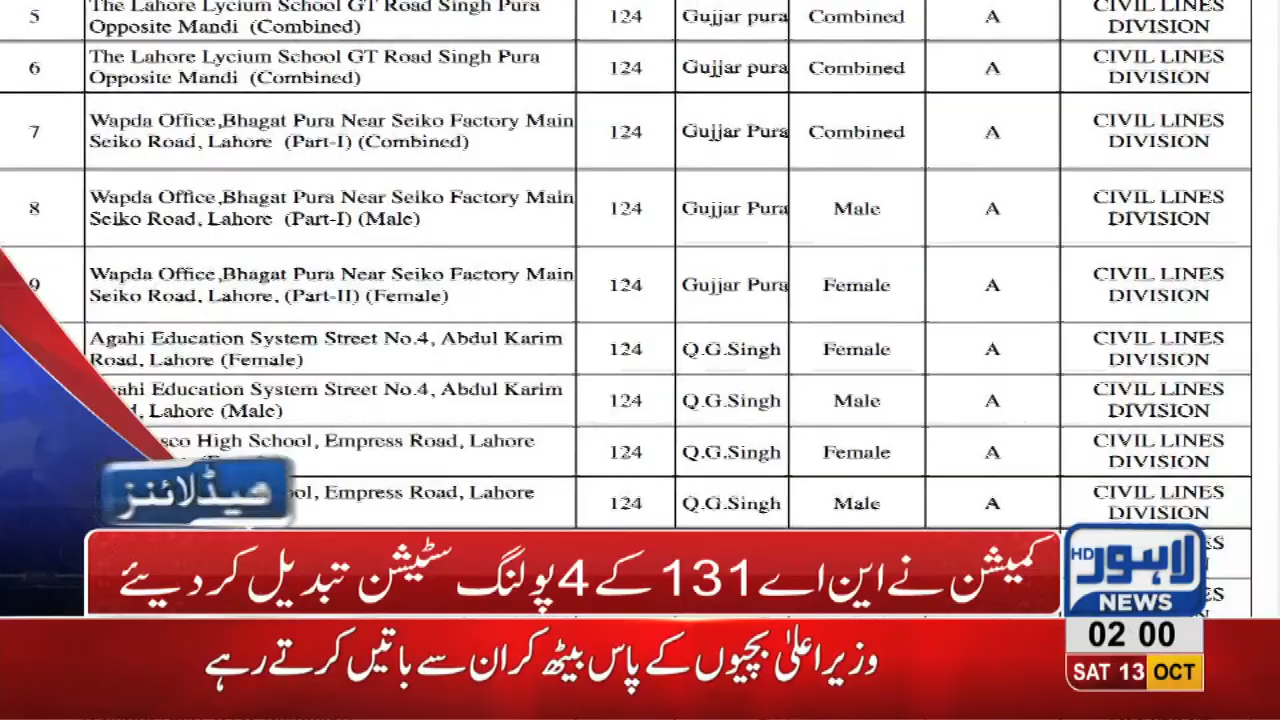 5 The Lahore Lycium School GT Road Singh Pura Opposite Mandi (Combined) 124 Gujjar pura Combined A CIVIL LINES DIVISION
6 The Lahore Lycium School GT Road Singh Pura Opposite Mandi (Combined) 124 Gujjar pura Combined A CIVIL LINES DIVISION
7 Wapda Office,Bhagat Pura Near Seiko Factory Main Seiko Road, Lahore (Part-I) (Combined) 124 Gujjar Pura Combined A CIVIL LINES DIVISION
8 Wapda Office,Bhagat Pura Near Seiko Factory Main Seiko Road, Lahore (Part-I) (Male) 124 Gujjar Pura Male A CIVIL LINES DIVISION
9 Wapda Office,Bhagat Pura Near Seiko Factory Main Seiko Road, Lahore, (Part-II) (Female) 124 Gujjar Pura Female A CIVIL LINES DIVISION
Agahi Education System Street No.4, Abdul Karim Road, Lahore (Female) 124 Q.G.Singh Female A CIVIL LINES DIVISION
Education System Street No.4, Abdul Karim Lahore (Male) 124 Q.G.Singh Male A CIVIL LINES DIVISION
High School, Empress Road, Lahore 124 Q.G.Singh Female A CIVIL LINES DIVISION
Empress Road, Lahore 124 Q.G.Singh Male A CIVIL LINES DIVISION
ہیڈلائنز
کمیشن نے این اے 131 کے 4 پولنگ سٹیشن تبدیل کر دیئے
لاہور HD
NEWS
02 00
وزیراعلیٰ بچیوں کے پاس بیٹھ کر ان سے باتیں کرتے رہے
SAT 13 OCT